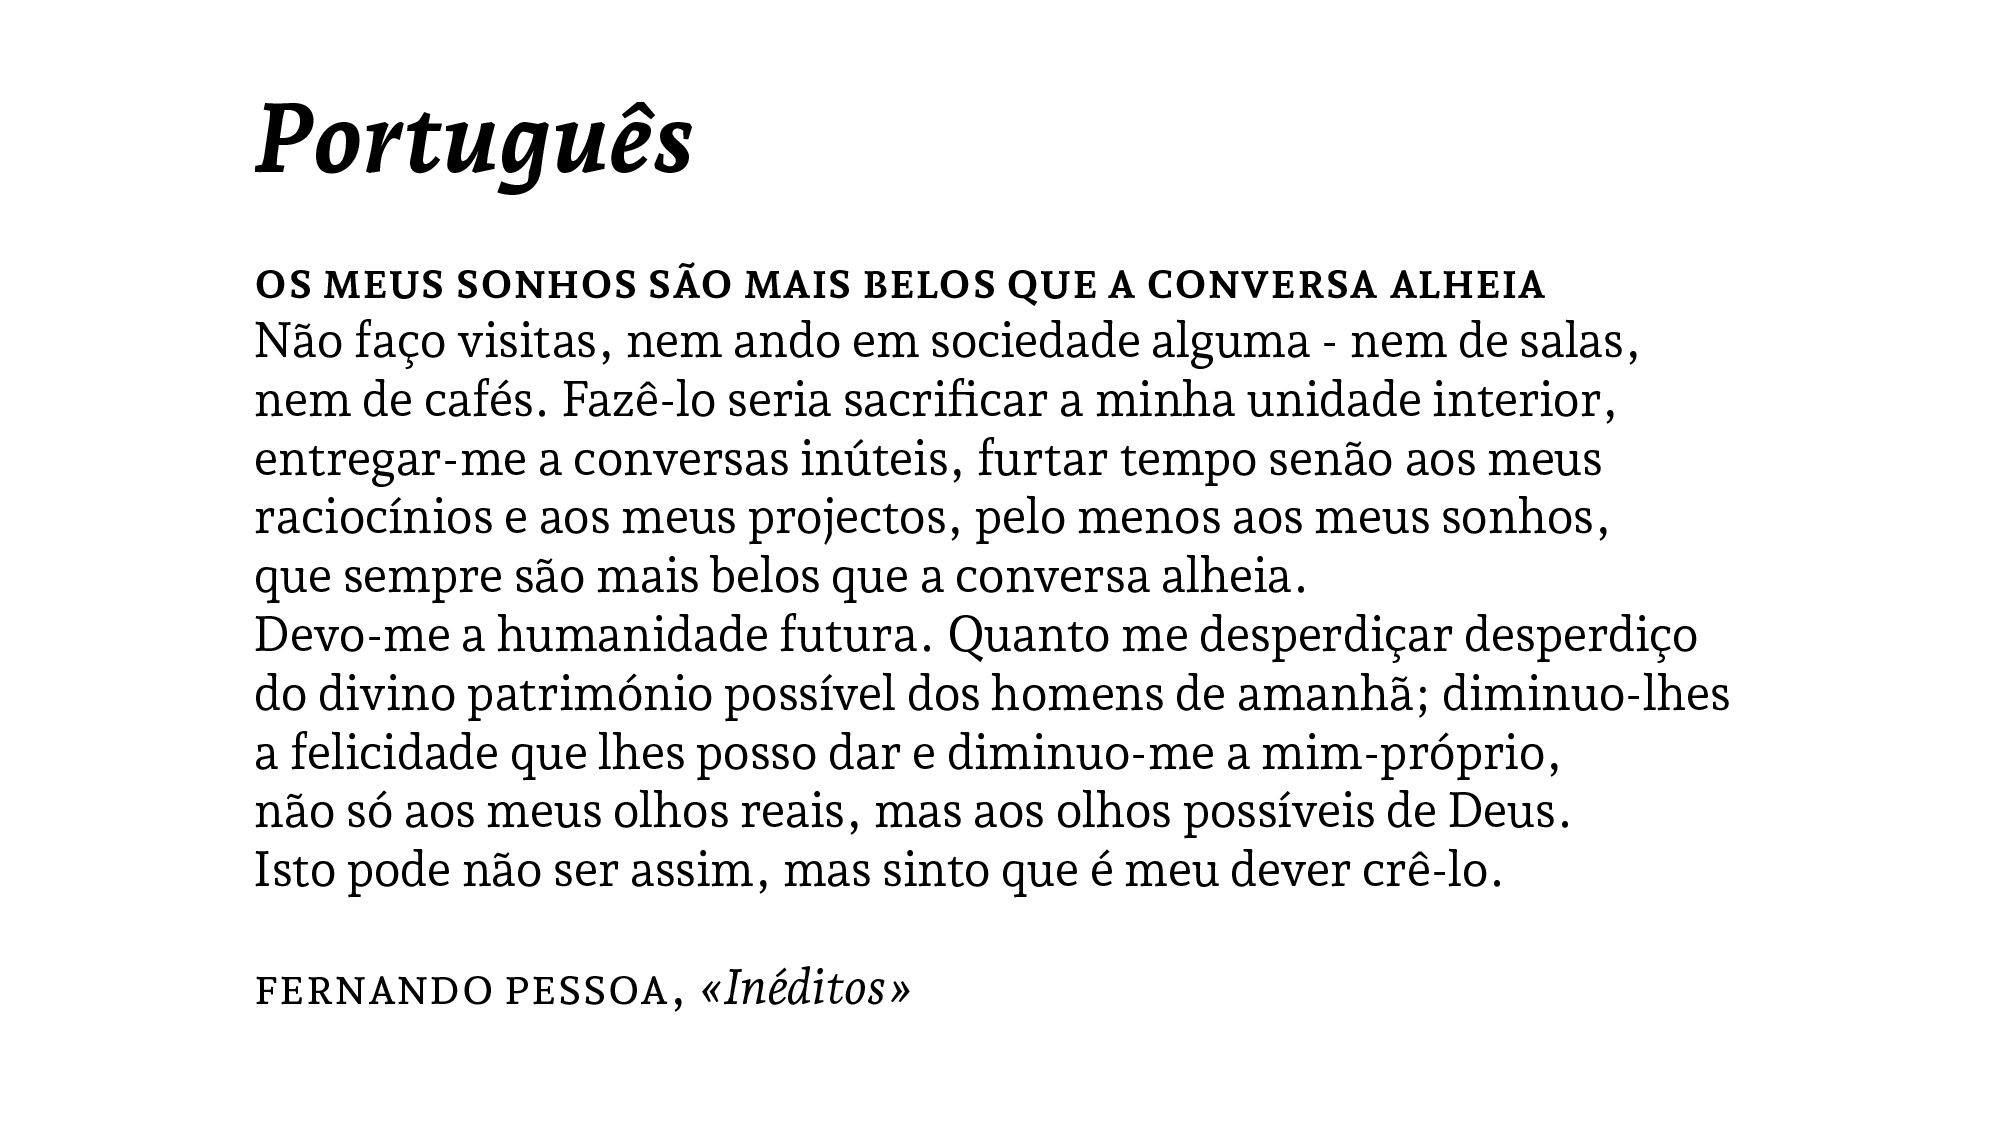 Português
OS MEUS SONHOS SÃO MAIS BELOS QUE A CONVERSA ALHEIA
Não faço visitas, nem ando em sociedade alguma - nem de salas,
nem de cafés. Fazê-lo seria sacrificar a minha unidade interior,
entregar-me a conversas inúteis, furtar tempo senão aos meus
raciocínios e aos meus projectos, pelo menos aos meus sonhos,
que sempre são mais belos que a conversa alheia.
Devo-me a humanidade futura. Quanto me desperdiçar desperdiço
do divino património possível dos homens de amanhã; diminuo-lhes
a felicidade que lhes posso dar e diminuo-me a mim-próprio,
não só aos meus olhos reais, mas aos olhos possíveis de Deus.
Isto pode não ser assim, mas sinto que é meu dever crê-lo.
FERNANDO PESSOA, «Inéditos»